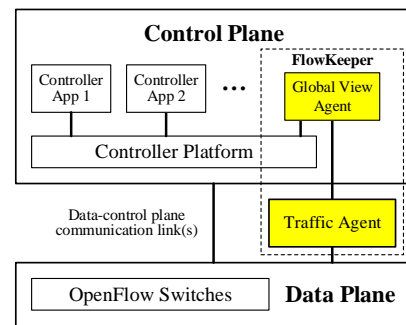 Control Plane
FlowKeeper
Controller
App 1
Controller
App 2
...
Global View
Agent
Controller Platform
Data-control plane
communication link(s)
Traffic Agent
OpenFlow Switches
Data Plane